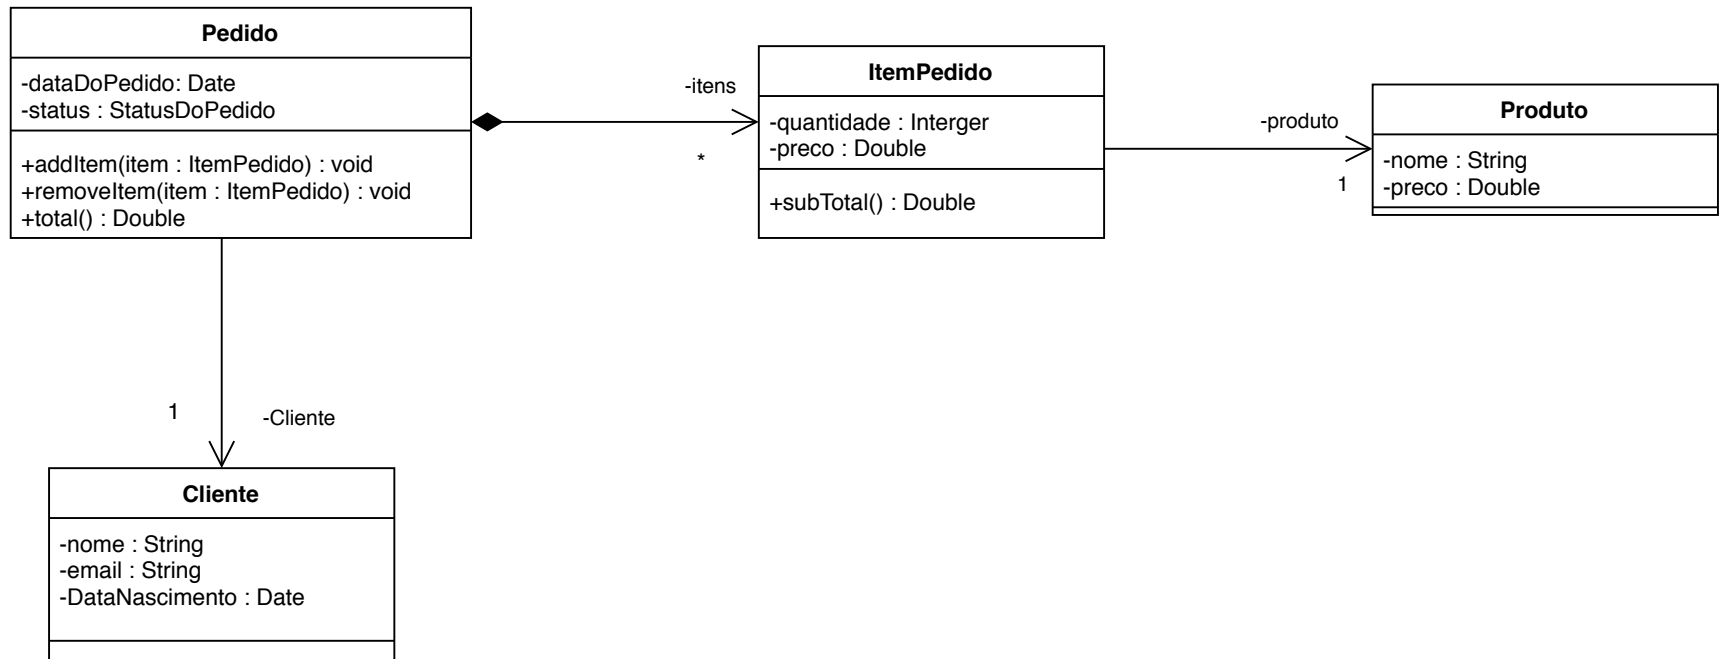 Pedido
-dataDoPedido: Date
-status : StatusDoPedido
+addItem(item : ItemPedido) : void
+removeItem(item : ItemPedido) : void
+total() : Double
-itens
*
ItemPedido
-quantidade : Interger
-preco : Double
+subTotal() : Double
-produto
1
Produto
-nome : String
-preco : Double
1
-Cliente
Cliente
-nome : String
-email : String
-DataNascimento : Date